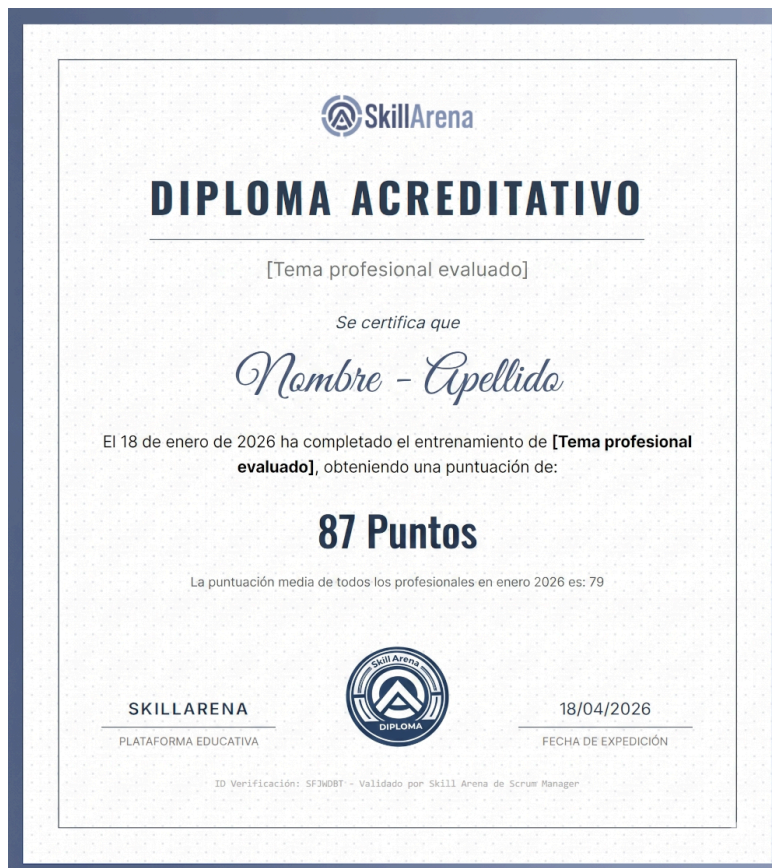 SkillArena
DIPLOMA ACREDITATIVO
[Tema profesional evaluado]
Se certifica que
Nombre - Apellido
El 18 de enero de 2026 ha completado el entrenamiento de [Tema profesional
evaluado], obteniendo una puntuación de:
87 Puntos
La puntuación media de todos los profesionales en enero 2026 es: 79
Skill Arena
DIPLOMA
SKILLARENA
PLATAFORMA EDUCATIVA
18/04/2026
FECHA DE EXPEDICIÓN
ID Verificación: SFJWDBT - Validado por Skill Arena de Scrum Manager